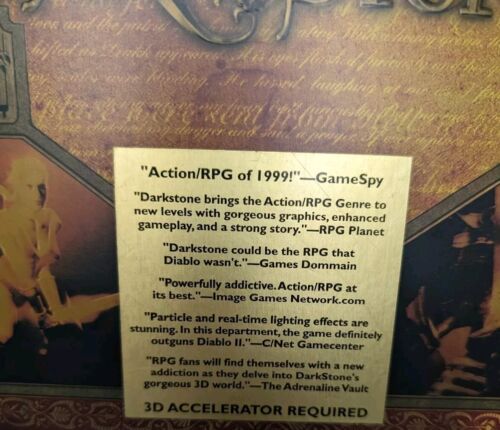 "Action/RPG of 1999!"—GameSpy
"Darkstone brings the Action/RPG Genre to
new levels with gorgeous graphics, enhanced
gameplay, and a strong story."—RPG Planet
"Darkstone could be the RPG that
Diablo wasn't."—Games Dommain
"Powerfully addictive. Action/RPG at
its best."—Image Games Network.com
"Particle and real-time lighting effects are
stunning. In this department, the game definitely
outguns Diablo II."—C/Net Gamecenter
"RPG fans will find themselves with a new
addiction as they delve into DarkStone's
gorgeous 3D world."—The Adrenaline Vault
3D ACCELERATOR REQUIRED